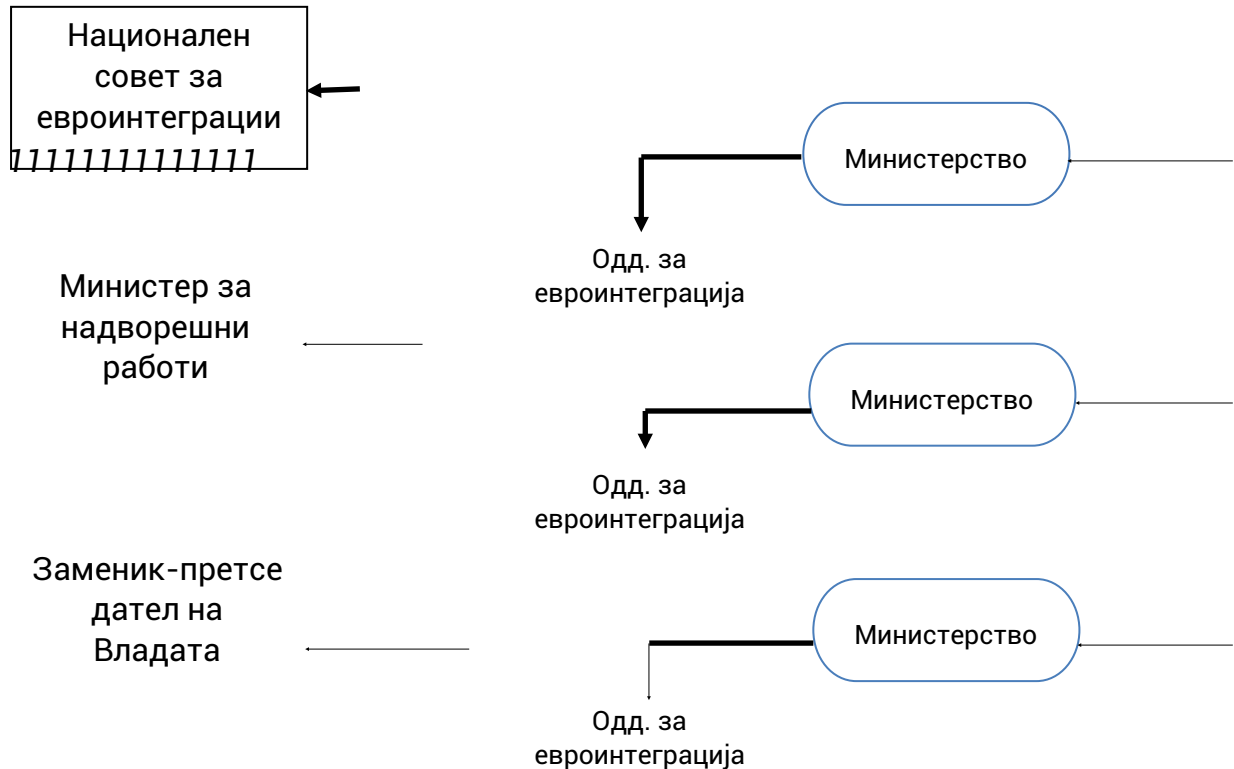 Национален
совет за
евроинтеграции
11111111111111
Министерство
Одд. за
евроинтеграција
Министер за
надворешни
работи
Министерство
Одд. за
евроинтеграција
Заменик-претсе
дател на
Владата
Министерство
Одд. за
евроинтеграција